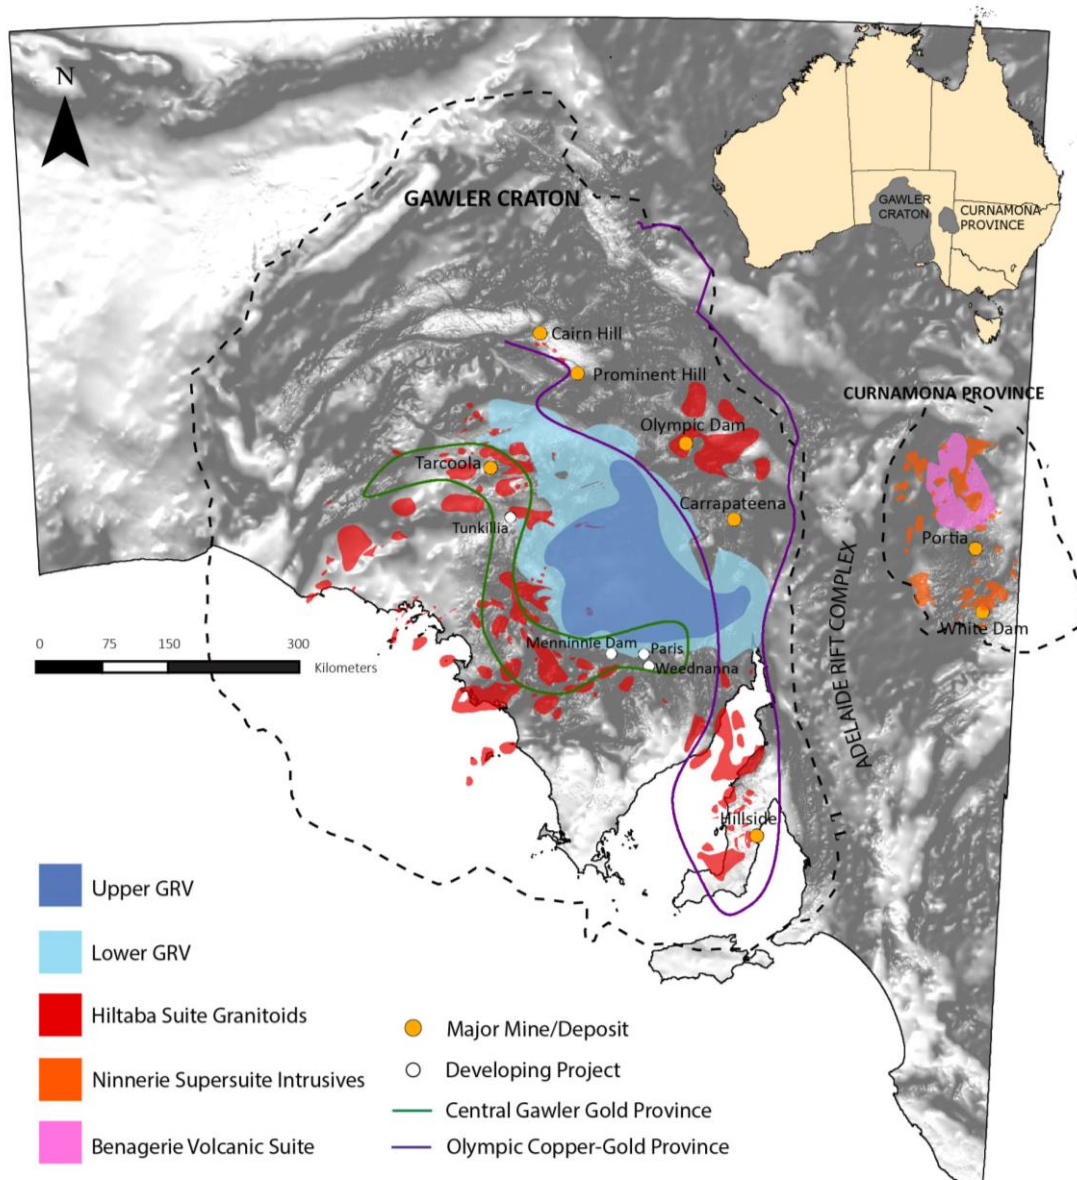 N
GAWLER CRATON
GAWLER
CRATON
CURNAMONA
PROVINCE
Cairn Hill
Prominent Hill
CURNAMONA PROVINCE
Olympic Dam
Tarcoola
Carrapateena
Tunkillia
Portia
ADELAIDE RIFT COMPLEX
White Dam
Menninnie Dam
Paris
Weednanna
0 75 150 300
Kilometers
Hillside
Upper GRV
Lower GRV
Hiltaba Suite Granitoids
Ninnerie Supersuite Intrusives
Benagerie Volcanic Suite
Major Mine/Deposit
Developing Project
Central Gawler Gold Province
Olympic Copper-Gold Province